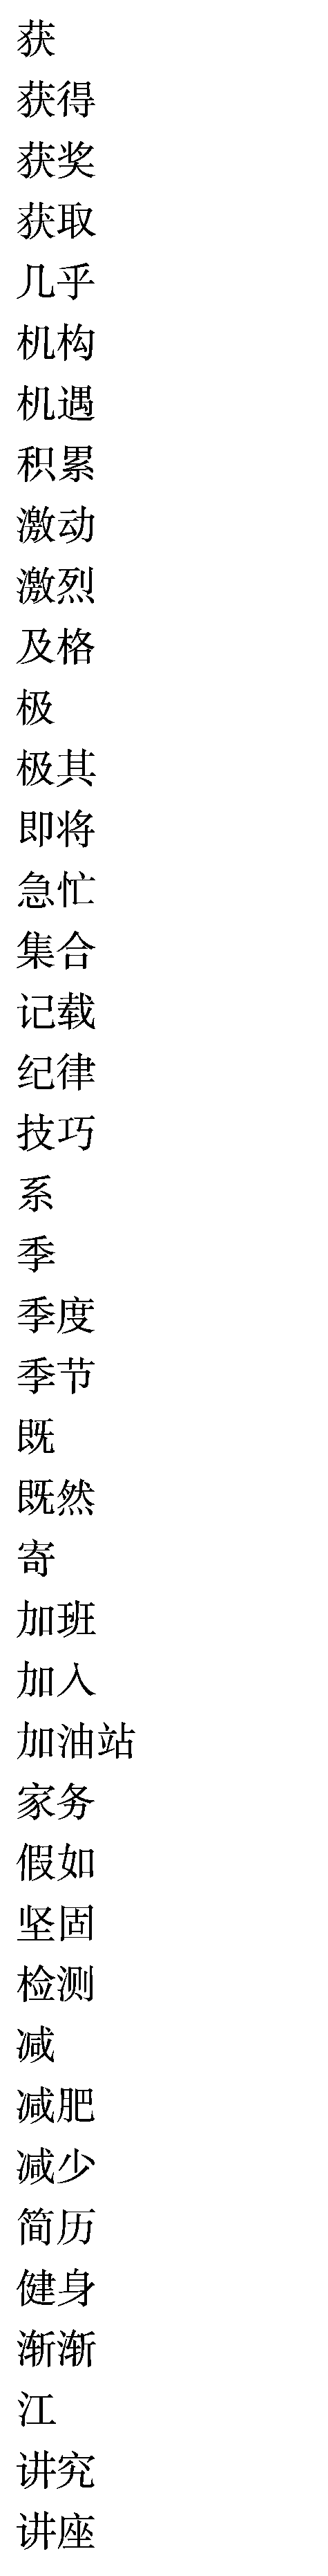 获
获得
获奖
获取
几乎
机构
机遇
积累
激动
激烈
及格
极
极其
即将
急忙
集合
记载
纪律
技巧
系
季
季度
季节
既
既然
寄
加班
加入
加油站
家务
假如
坚固
检测
减
减肥
减少
简历
健身
渐渐
江
讲究
讲座